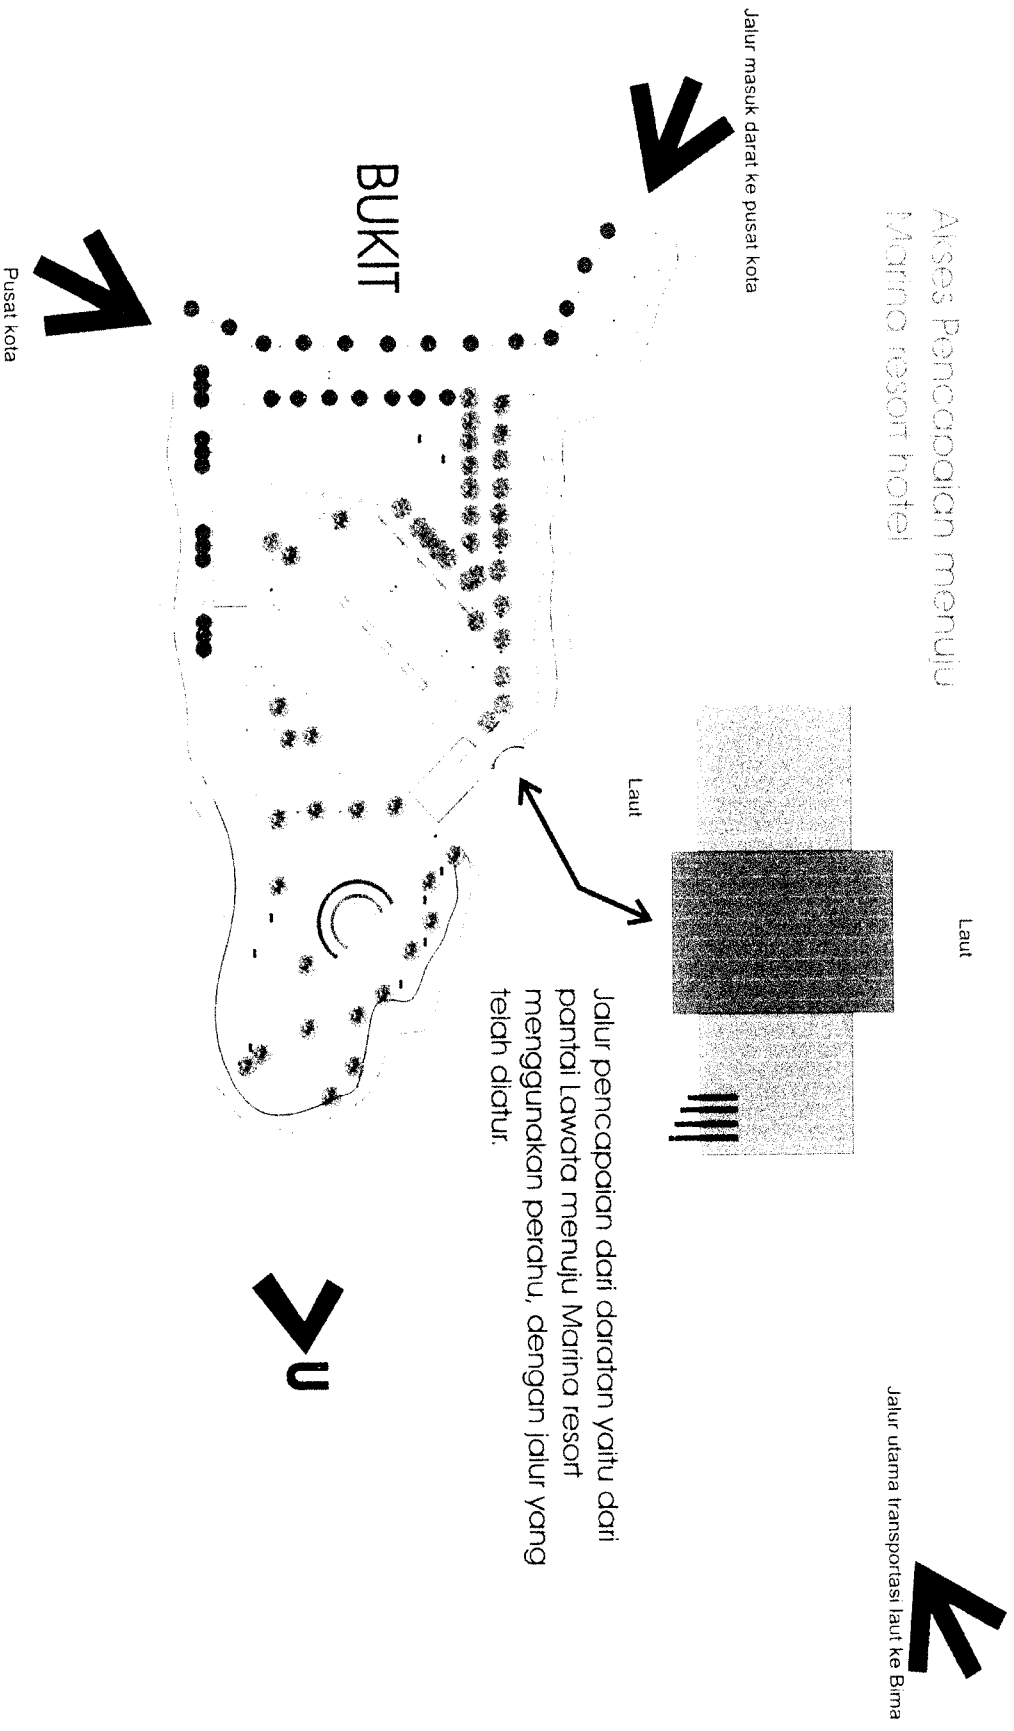 Akses Pencapaian menuju
Marina resort hotel
Jalur masuk darat ke pusat kota
BUKIT
Pusat kota
Laut
Laut
Jalur pencapaian dari daratan yaitu dari
pantai Lawata menuju Marina resort
menggunakan perahu, dengan jalur yang
telah diatur.
U
Jalur utama transportasi laut ke Bima